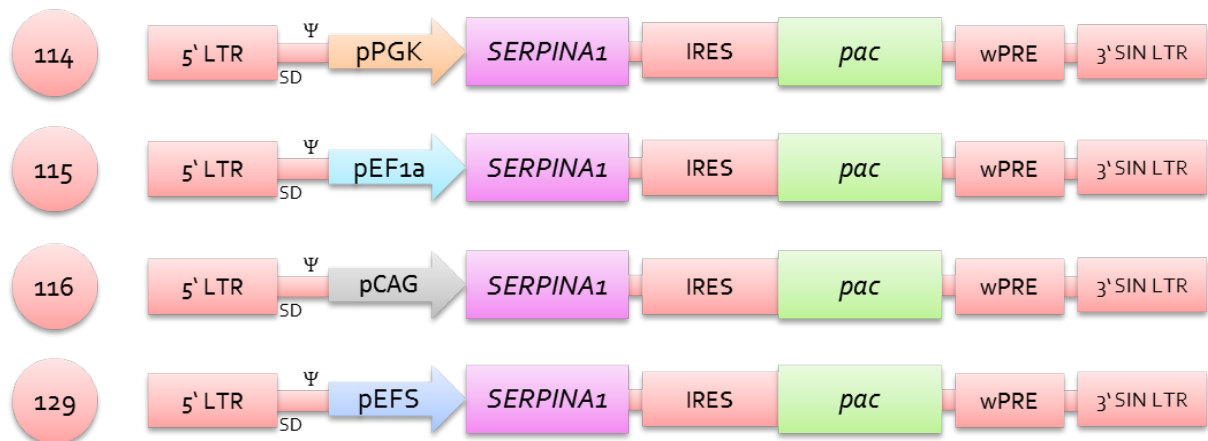 114 5‘ LTR SD Ψ pPGK SERPINA1 IRES pac wPRE 3‘ SIN LTR
115 5‘ LTR SD Ψ pEF1a SERPINA1 IRES pac wPRE 3‘ SIN LTR
116 5‘ LTR SD Ψ pCAG SERPINA1 IRES pac wPRE 3‘ SIN LTR
129 5‘ LTR SD Ψ pEFS SERPINA1 IRES pac wPRE 3‘ SIN LTR